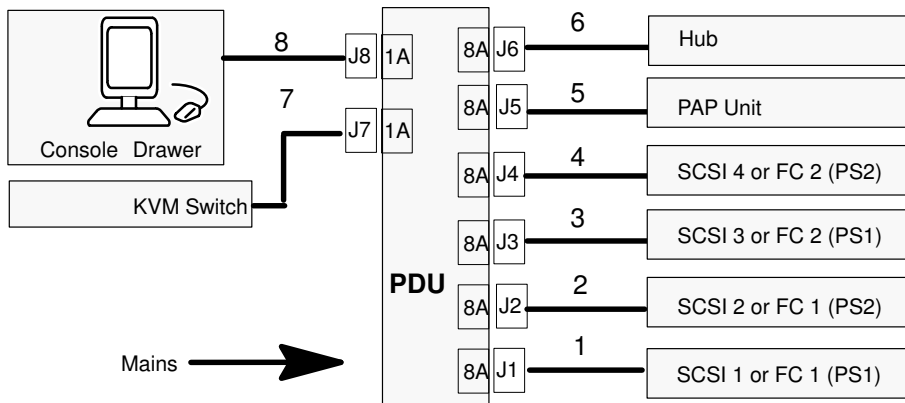 8
J8
1A
8A
J6
6
Hub
7
J7
1A
8A
J5
5
PAP Unit
Console Drawer
8A
J4
4
SCSI 4 or FC 2 (PS2)
KVM Switch
8A
J3
3
SCSI 3 or FC 2 (PS1)
PDU
8A
J2
2
SCSI 2 or FC 1 (PS2)
Mains
8A
J1
1
SCSI 1 or FC 1 (PS1)